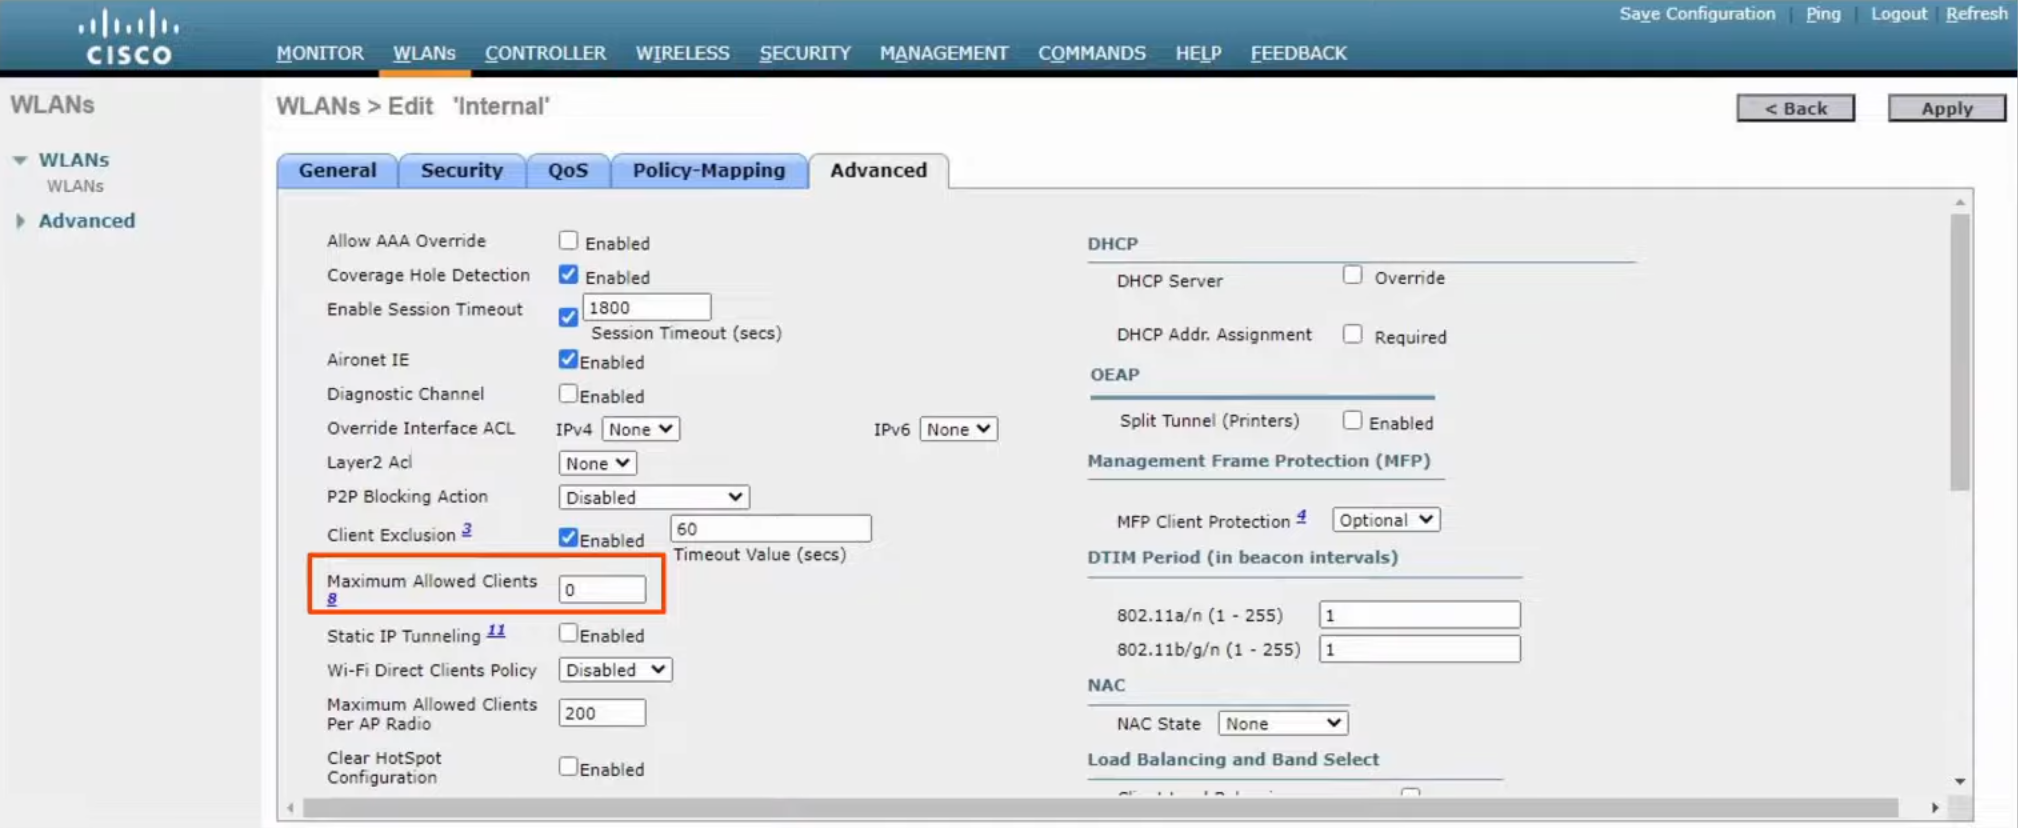 Save Configuration Ping Logout Refresh
CISCO
MONITOR WLANs CONTROLLER WIRELESS SECURITY MANAGEMENT COMMANDS HELP FEEDBACK
WLANs
WLANs
WLANs
Advanced
WLANs > Edit 'Internal'
< Back Apply
General Security QoS Policy-Mapping Advanced
Allow AAA Override Enabled
Coverage Hole Detection Enabled
Enable Session Timeout 1800
Session Timeout (secs)
Aironet IE Enabled
Diagnostic Channel Enabled
Override Interface ACL IPv4 None IPv6 None
Layer2 Acl None
P2P Blocking Action Disabled
Client Exclusion 3 Enabled 60
Timeout Value (secs)
Maximum Allowed Clients 0
8
Static IP Tunneling 11 Enabled
Wi-Fi Direct Clients Policy Disabled
Maximum Allowed Clients
Per AP Radio 200
Clear HotSpot
Configuration Enabled
DHCP
DHCP Server Override
DHCP Addr. Assignment Required
OEAP
Split Tunnel (Printers) Enabled
Management Frame Protection (MFP)
MFP Client Protection 4 Optional
DTIM Period (in beacon intervals)
802.11a/n (1 - 255) 1
802.11b/g/n (1 - 255) 1
NAC
NAC State None
Load Balancing and Band Select